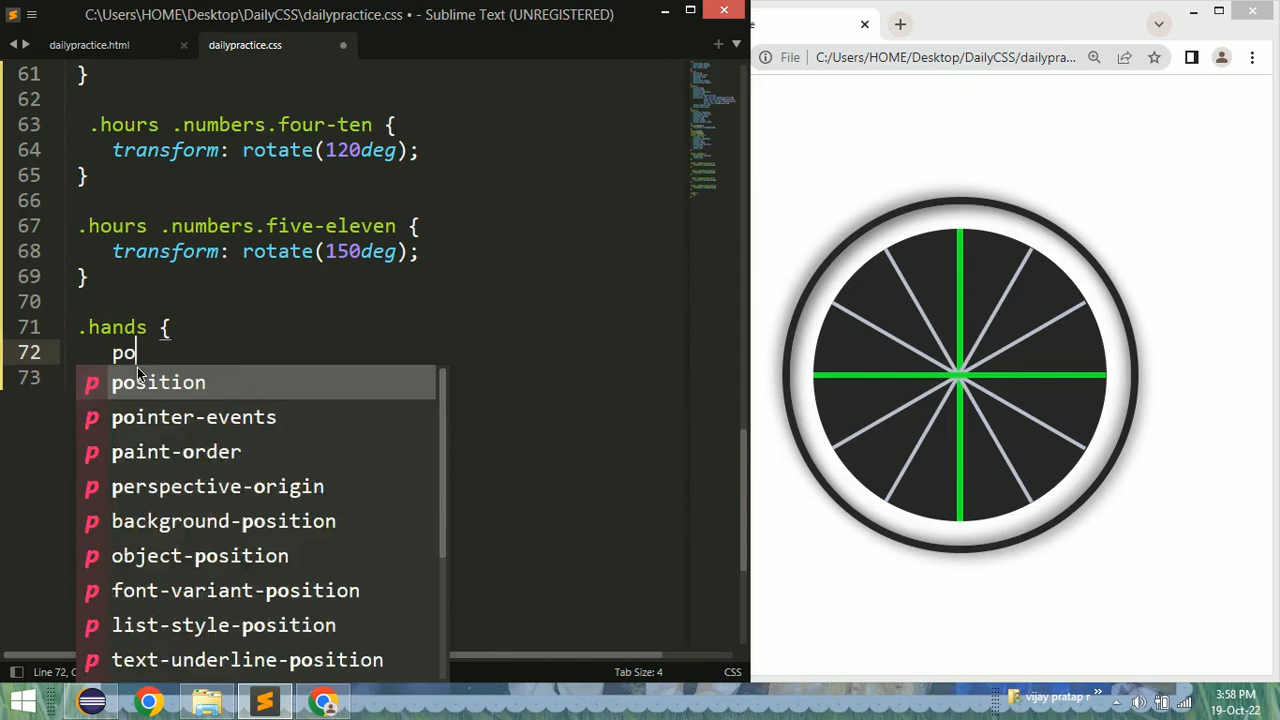 C:\Users\HOME\Desktop\DailyCSS\dailypractice.css • - Sublime Text (UNREGISTERED)
dailypractice.html
dailypractice.css
61 }
62
63 .hours .numbers.four-ten {
64 transform: rotate(120deg);
65 }
66
67 .hours .numbers.five-eleven {
68 transform: rotate(150deg);
69 }
70
71 .hands {
72 po
73
p position
p pointer-events
p paint-order
p perspective-origin
p background-position
p object-position
p font-variant-position
p list-style-position
p text-underline-position
Tab Size: 4
CSS
File
C:/Users/HOME/Desktop/DailyCSS/dailypra...
vijay pratap r
3:58 PM
19-Oct-22